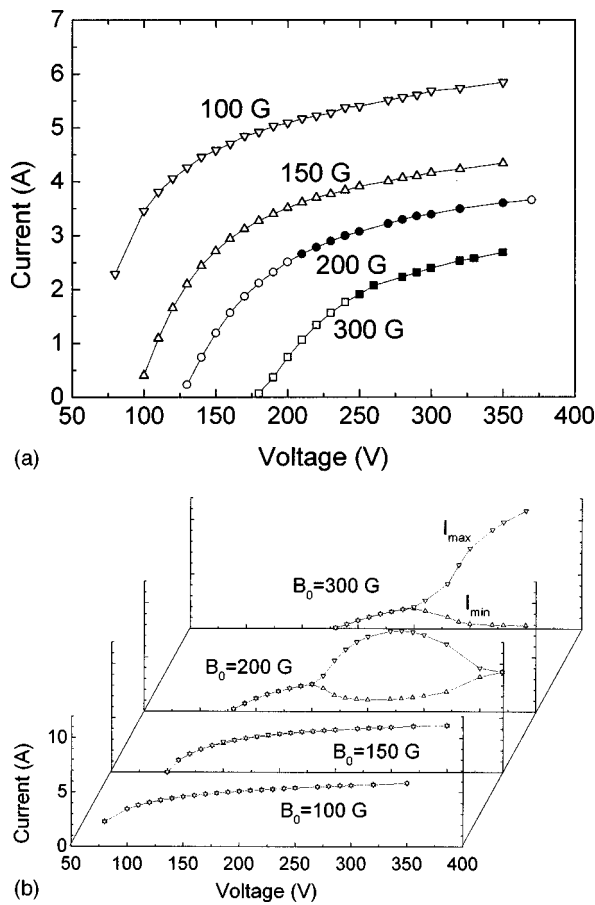 7
6
5
4
3
2
1
0
Current (A)
100 G
150 G
200 G
300 G
50 100 150 200 250 300 350 400
(a)
Voltage (V)
I_max
B_0=300 G
I_min
B_0=200 G
10
5
0
Current (A)
B_0=150 G
B_0=100 G
50 100 150 200 250 300 350 400
(b)
Voltage (V)